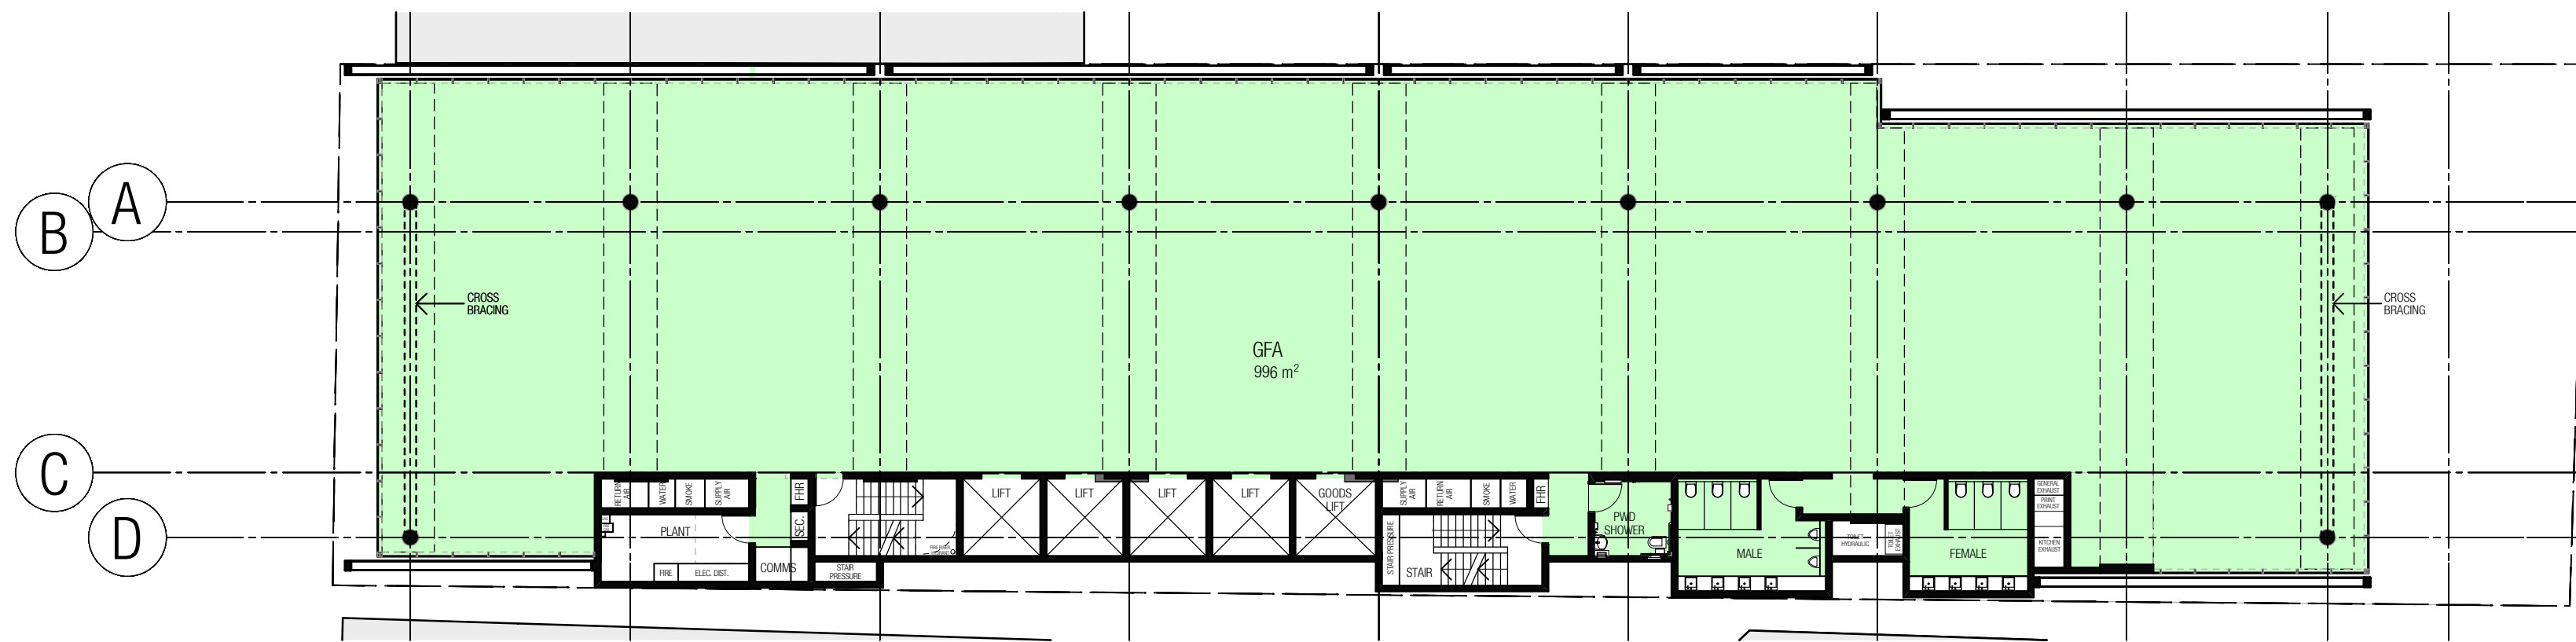 A
B
CROSS
BRACING
CROSS
BRACING
GFA
996 m²
C
D
RETURN
AIR
WATER
SMOKE
SUPPLY
AIR
FHR
SEC.
PLANT
FIRE
ELEC. DIST.
COMMS
STAIR
PRESSURE
LIFT
LIFT
LIFT
LIFT
GOODS
LIFT
SUPPLY
AIR
RETURN
AIR
SMOKE
WATER
FHR
STAIR PRESSURE
STAIR
PWD
SHOWER
MALE
HYDRAULIC
TOILET
EXHAUST
FEMALE
GENERAL
EXHAUST
PRINT
EXHAUST
KITCHEN
EXHAUST